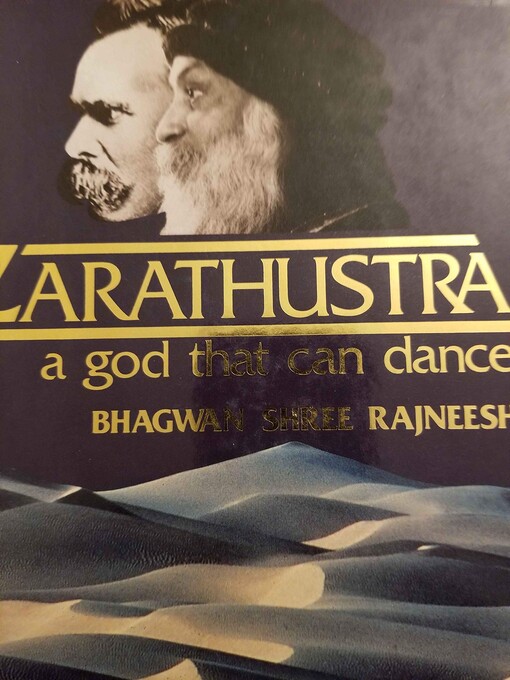 ZARATHUSTRA
a god that can dance
BHAGWAN SHREE RAJNEESH